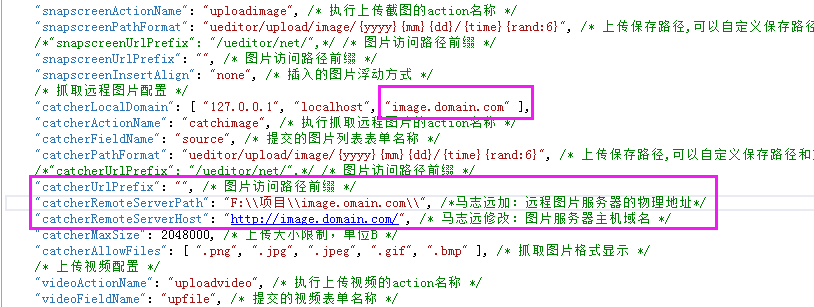 "snapscreenActionName": "uploadimage", /* 执行上传截图的action名称 */
"snapscreenPathFormat": "ueditor/upload/image/{yyyy}{mm}{dd}/{time}{rand:6}", /* 上传保存路径,可以自定义保存路径
/*"snapscreenUrlPrefix": "/ueditor/net/",*/ /* 图片访问路径前缀 */
"snapscreenUrlPrefix": "", /* 图片访问路径前缀 */
"snapscreenInsertAlign": "none", /* 插入的图片浮动方式 */
/* 抓取远程图片配置 */
"catcherLocalDomain": [ "127.0.0.1", "localhost", "image.domain.com" ],
"catcherActionName": "catchimage", /* 执行抓取远程图片的action名称 */
"catcherFieldName": "source", /* 提交的图片列表表单名称 */
"catcherPathFormat": "ueditor/upload/image/{yyyy}{mm}{dd}/{time}{rand:6}", /* 上传保存路径,可以自定义保存路径和
/*"catcherUrlPrefix": "/ueditor/net/",*/ /* 图片访问路径前缀 */
"catcherUrlPrefix": "", /* 图片访问路径前缀 */
"catcherRemoteServerPath": "F:\\项目\\image.omain.com\\", /*马志远加：远程图片服务器的物理地址*/
"catcherRemoteServerHost": "http://image.domain.com/", /* 马志远修改：图片服务器主机域名 */
"catcherMaxSize": 2048000, /* 上传大小限制，单位B */
"catcherAllowFiles": [ ".png", ".jpg", ".jpeg", ".gif", ".bmp" ], /* 抓取图片格式显示 */
/* 上传视频配置 */
"videoActionName": "uploadvideo", /* 执行上传视频的action名称 */
"videoFieldName": "upfile", /* 提交的视频表单名称 */